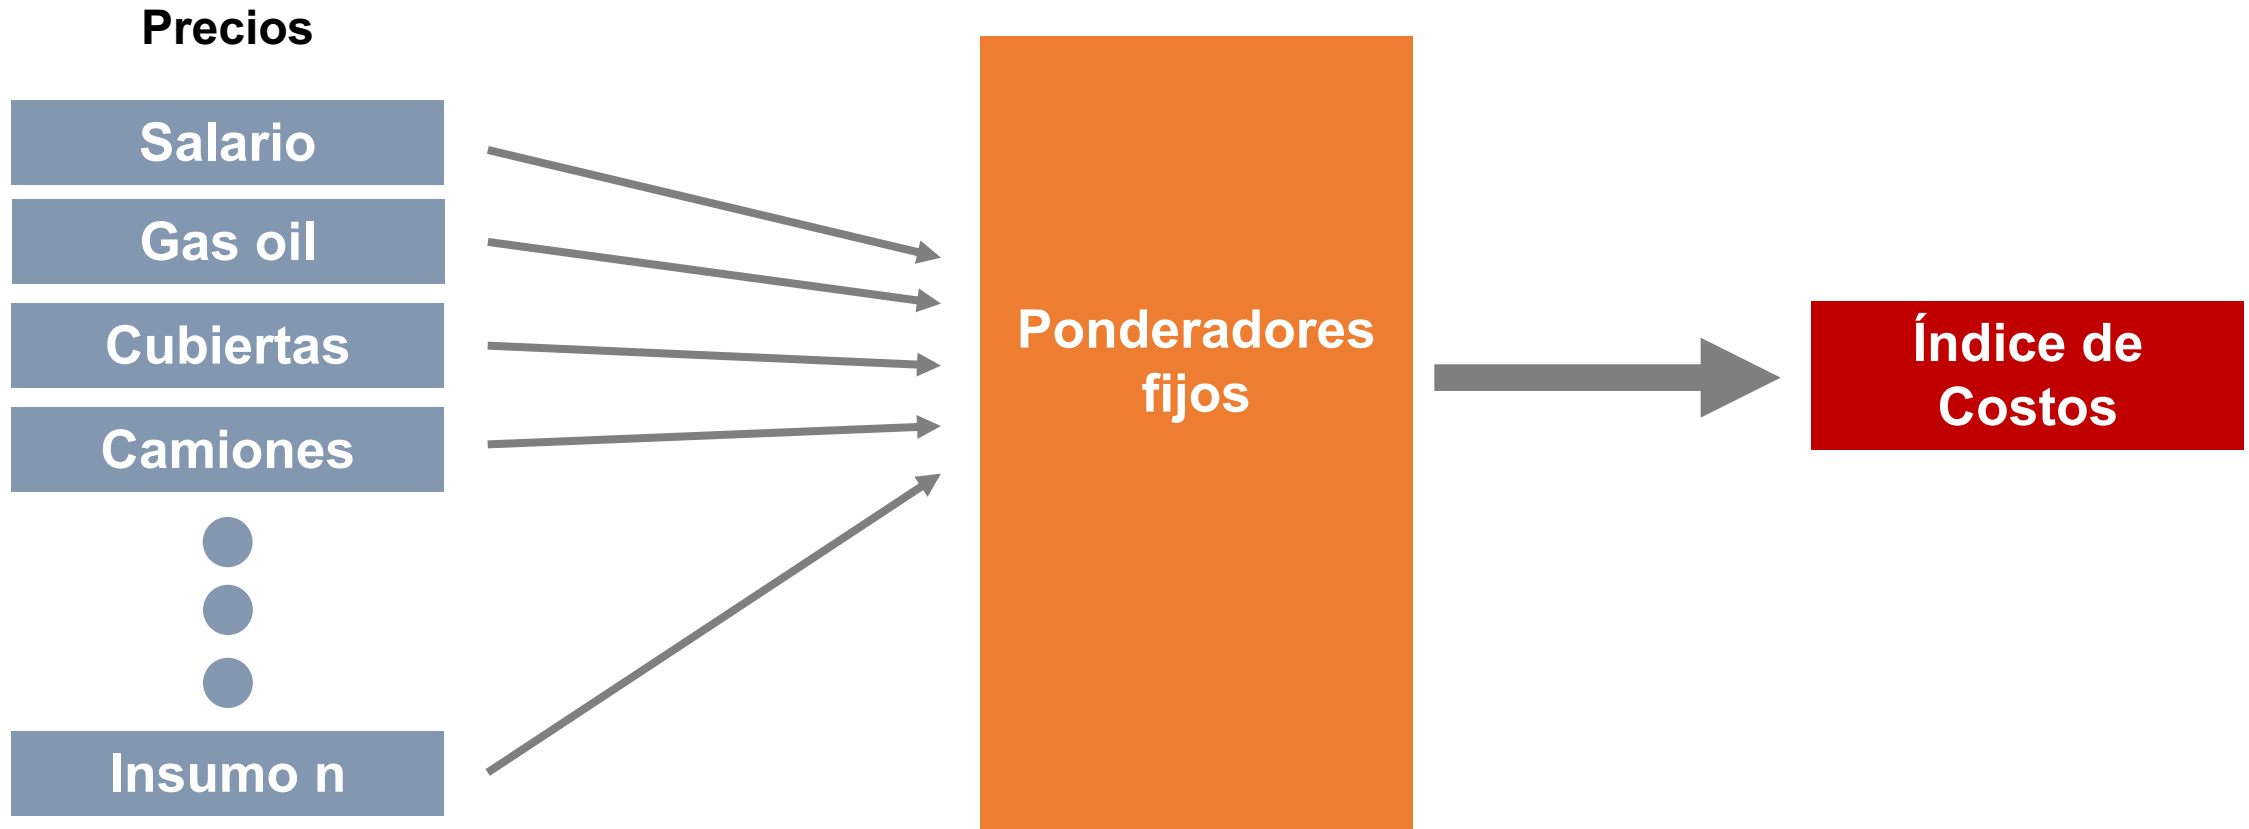 Precios
Salario
Gas oil
Cubiertas
Camiones
Insumo n
Ponderadores
fijos
Índice de
Costos